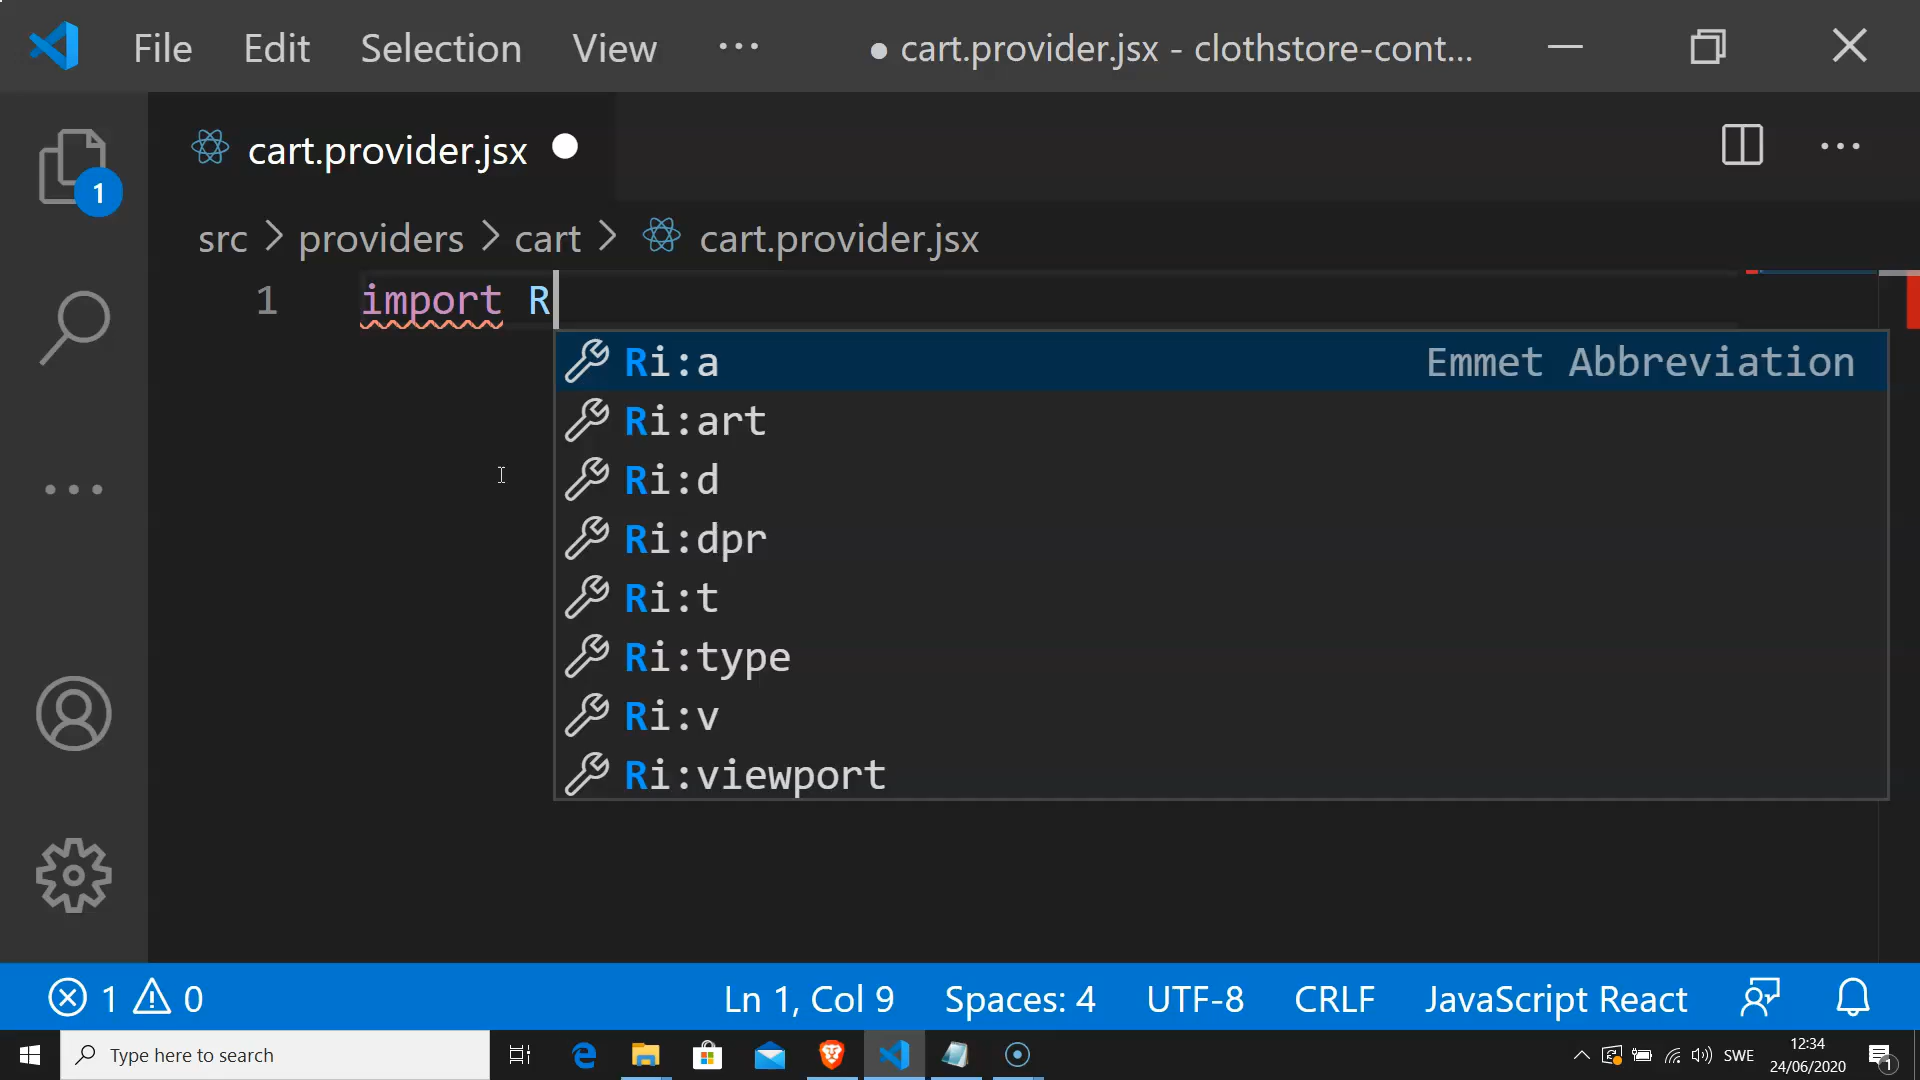 File Edit Selection View ··· ● cart.provider.jsx - clothstore-cont...
cart.provider.jsx
1
src > providers > cart > cart.provider.jsx
1 import R
Ri:a Emmet Abbreviation
Ri:art
Ri:d
Ri:dpr
Ri:t
Ri:type
Ri:v
Ri:viewport
1 0 Ln 1, Col 9 Spaces: 4 UTF-8 CRLF JavaScript React
Type here to search SWE 12:34
24/06/2020 1